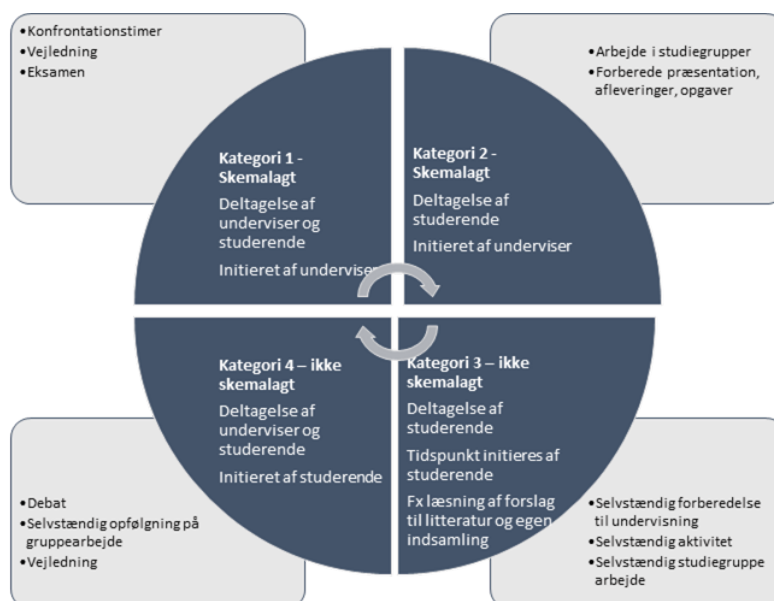 •Konfrontationstimer
•Vejledning
•Eksamen
•Arbejde i studiegrupper
•Forberede præsentation,
afleveringer, opgaver
Kategori 1 -
Skemalagt
Deltagelse af
underviser og
studerende
Initieret af underviser
Kategori 2 -
Skemalagt
Deltagelse af
studerende
Initieret af underviser
Kategori 4 – ikke
skemalagt
Deltagelse af
underviser og
studerende
Initieret af studerende
Kategori 3 – ikke
skemalagt
Deltagelse af
studerende
Tidspunkt initieres af
studerende
Fx læsning af forslag
til litteratur og egen
indsamling
•Debat
•Selvstændig opfølgning på
gruppearbejde
•Vejledning
•Selvstændig forberedelse
til undervisning
•Selvstændig aktivitet
•Selvstændig studiegruppe
arbejde